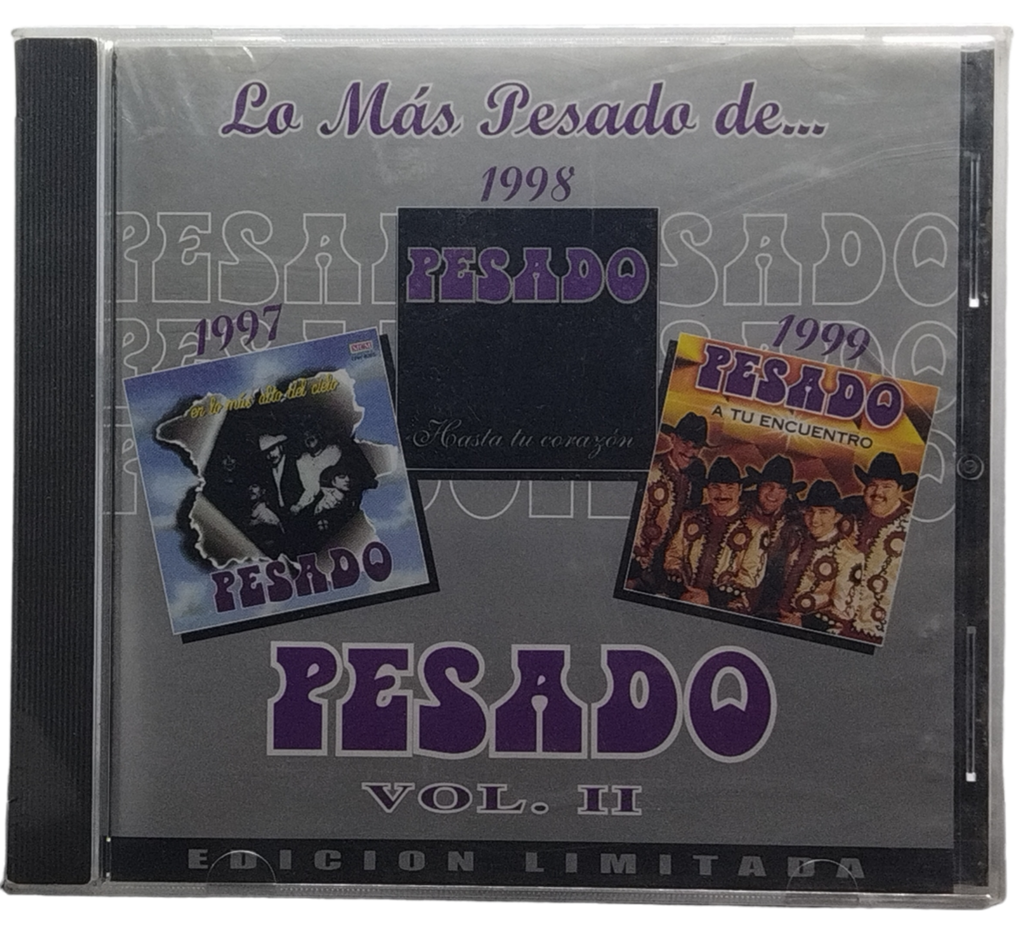 Lo Más Pesado de...
1998
PESADO
Hasta tu corazón
1997
en lo más alto del cielo
PESADO
1999
PESADO
A TU ENCUENTRO
PESADO
VOL. II
EDICION LIMITADA